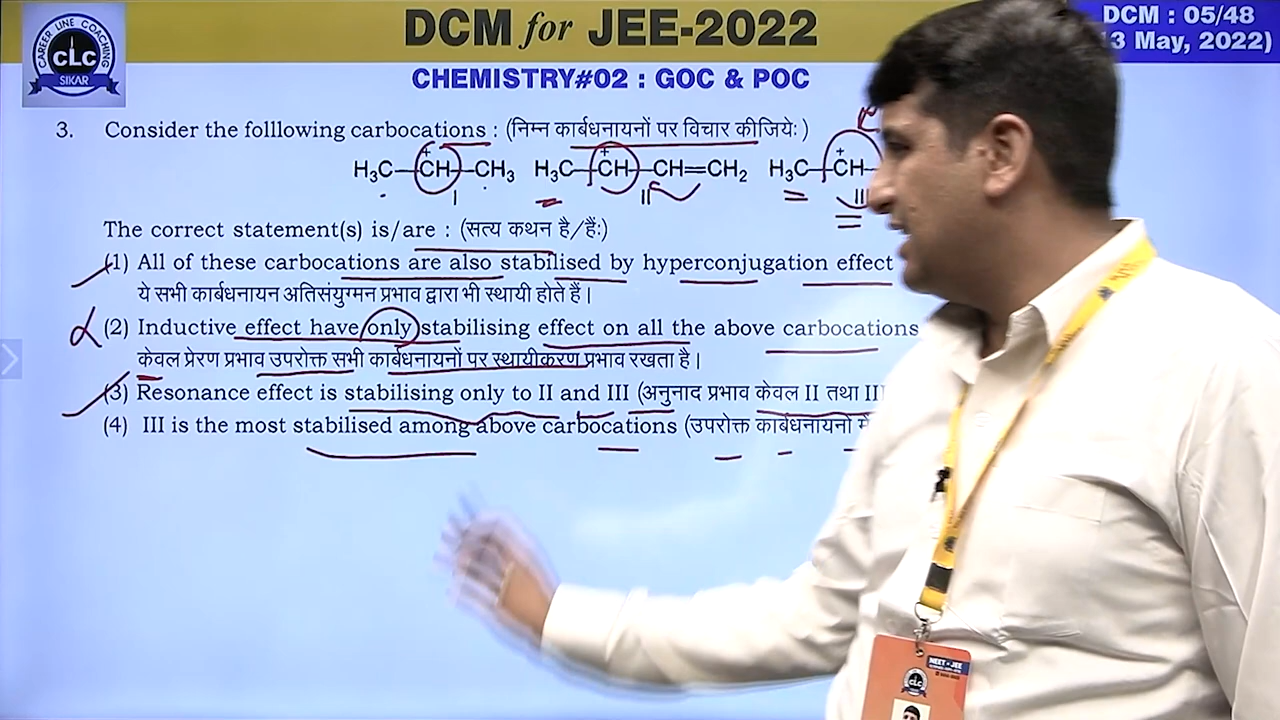 DCM for JEE-2022
DCM : 05/48
3 May, 2022)
CAREER LINE COACHING
CLC
SIKAR
CHEMISTRY#02 : GOC & POC
3. Consider the folllowing carbocations : (निम्न कार्बधनायनों पर विचार कीजियेः)
H₃C–CH–CH₃ H₃C–CH–CH=CH₂ H₃C–CH–
+ + +
I II III
The correct statement(s) is/are : (सत्य कथन है/हैंः)
(1) All of these carbocations are also stabilised by hyperconjugation effect
ये सभी कार्बधनायन अतिसंयुग्मन प्रभाव द्वारा भी स्थायी होते हैं।
(2) Inductive effect have only stabilising effect on all the above carbocations
केवल प्रेरण प्रभाव उपरोक्त सभी कार्बधनायनों पर स्थायीकरण प्रभाव रखता है।
(3) Resonance effect is stabilising only to II and III (अनुनाद प्रभाव केवल II तथा III
(4) III is the most stabilised among above carbocations (उपरोक्त कार्बधनायनों में
NEET • JEE
CLC